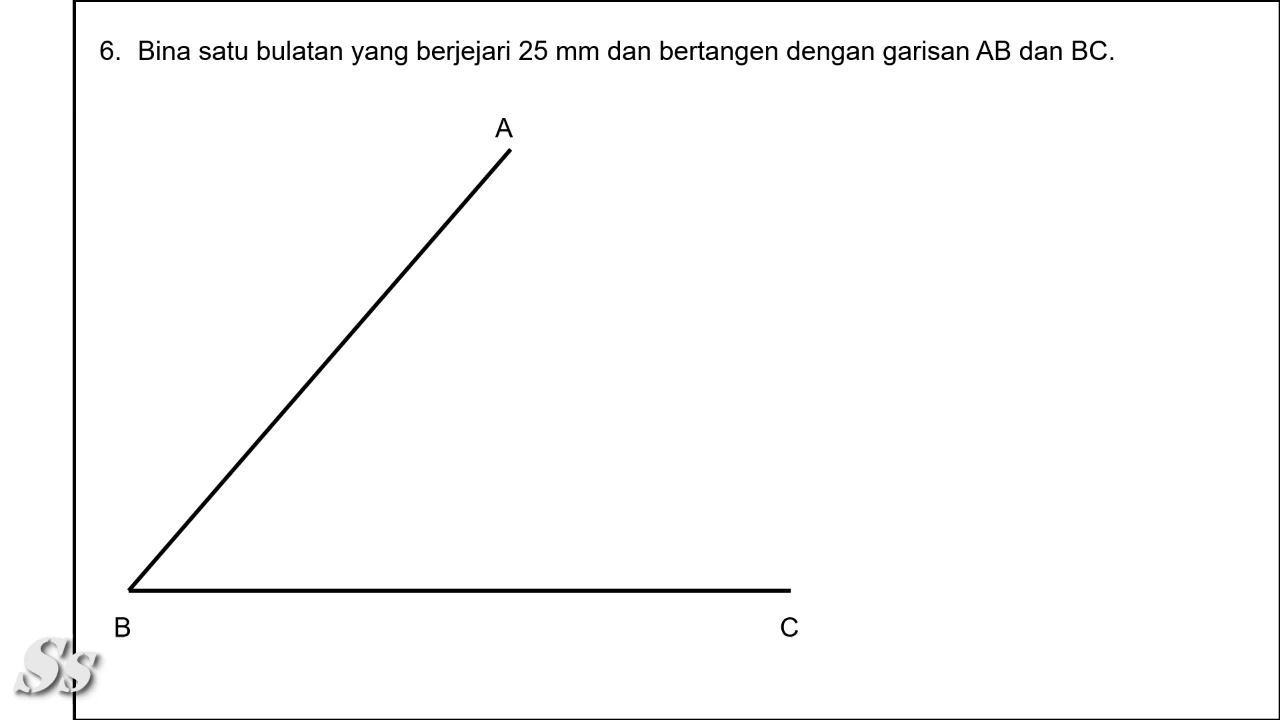 6. Bina satu bulatan yang berjejari 25 mm dan bertangen dengan garisan AB dan BC.
A
B
C
Ss